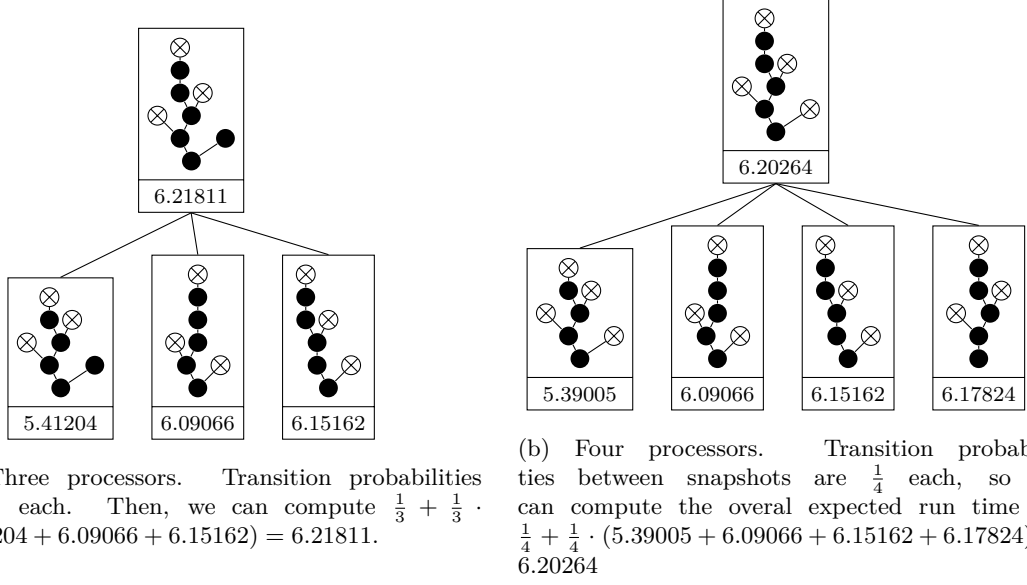 6.21811
5.41204
6.09066
6.15162
Three processors. Transition probabilities
each. Then, we can compute 1/3 + 1/3 ·
204 + 6.09066 + 6.15162) = 6.21811.
6.20264
5.39005
6.09066
6.15162
6.17824
(b) Four processors. Transition probab
ties between snapshots are 1/4 each, so
can compute the overal expected run time
1/4 + 1/4 · (5.39005 + 6.09066 + 6.15162 + 6.17824)
6.20264